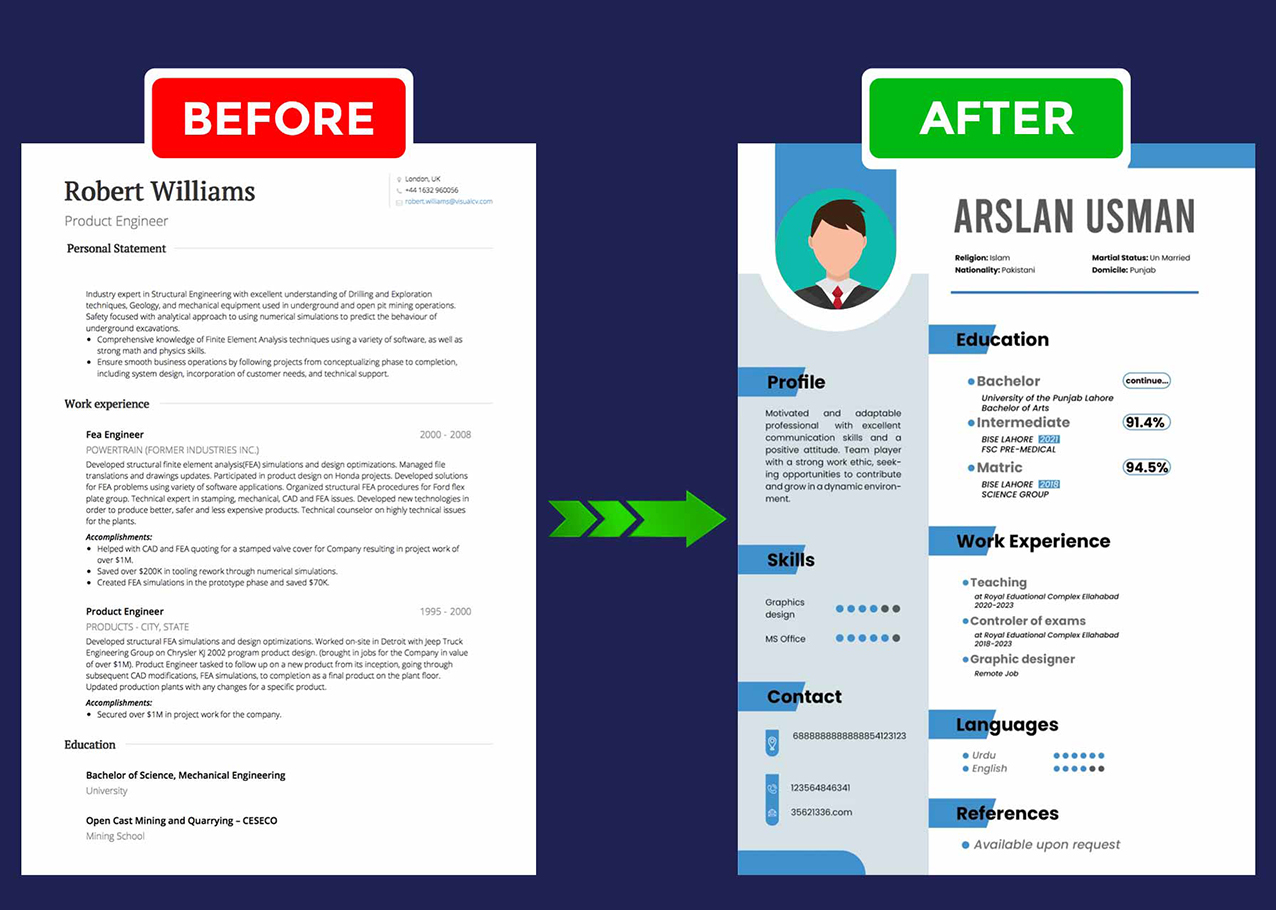 BEFORE
Robert Williams
Product Engineer
London, UK
+44 1632 960056
robert.williams@visualcv.com
Personal Statement
Industry expert in Structural Engineering with excellent understanding of Drilling and Exploration
techniques, Geology, and mechanical equipment used in underground and open pit mining operations.
Safety focused with analytical approach to using numerical simulations to predict the behaviour of
underground excavations.
• Comprehensive knowledge of Finite Element Analysis techniques using a variety of software, as well as
strong math and physics skills.
• Ensure smooth business operations by following projects from conceptualizing phase to completion,
including system design, incorporation of customer needs, and technical support.
Work experience
Fea Engineer 2000 - 2008
POWERTRAIN (FORMER INDUSTRIES INC.)
Developed structural finite element analysis(FEA) simulations and design optimizations. Managed file
translations and drawings updates. Participated in product design on Honda projects. Developed solutions
for FEA problems using variety of software applications. Organized structural FEA procedures for Ford flex
plate group. Technical expert in stamping, mechanical, CAD and FEA issues. Developed new technologies in
order to produce better, safer and less expensive products. Technical counselor on highly technical issues
for the plants.
Accomplishments:
• Helped with CAD and FEA quoting for a stamped valve cover for Company resulting in project work of
over $1M.
• Saved over $200K in tooling rework through numerical simulations.
• Created FEA simulations in the prototype phase and saved $70K.
Product Engineer 1995 - 2000
PRODUCTS - CITY, STATE
Developed structural FEA simulations and design optimizations. Worked on-site in Detroit with Jeep Truck
Engineering Group on Chrysler KJ 2002 program product design. (brought in jobs for the Company in value
of over $1M). Product Engineer tasked to follow up on a new product from its inception, going through
subsequent CAD modifications, FEA simulations, to completion as a final product on the plant floor.
Updated production plants with any changes for a specific product.
Accomplishments:
• Secured over $1M in project work for the company.
Education
Bachelor of Science, Mechanical Engineering
University
Open Cast Mining and Quarrying – CESECO
Mining School
AFTER
ARSLAN USMAN
Religion: Islam Martial Status: Un Married
Nationality: Pakistani Domicile: Punjab
Profile
Motivated and adaptable
professional with excellent
communication skills and a
positive attitude. Team player
with a strong work ethic, seek-
ing opportunities to contribute
and grow in a dynamic environ-
ment.
Skills
Graphics
design
MS Office
Contact
6888888888888854123123
123564846341
35621336.com
Education
Bachelor continue...
University of the Punjab Lahore
Bachelor of Arts
Intermediate 91.4%
BISE LAHORE 2021
FSC PRE-MEDICAL
Matric 94.5%
BISE LAHORE 2018
SCIENCE GROUP
Work Experience
Teaching
at Royal Eduational Complex Ellahabad
2020-2023
Controler of exams
at Royal Eduational Complex Ellahabad
2018-2023
Graphic designer
Remote Job
Languages
Urdu
English
References
Available upon request